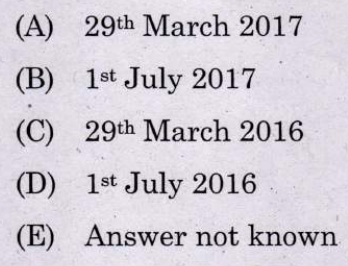 (A) 29th March 2017
(B) 1st July 2017
(C) 29th March 2016
(D) 1st July 2016
(E) Answer not known